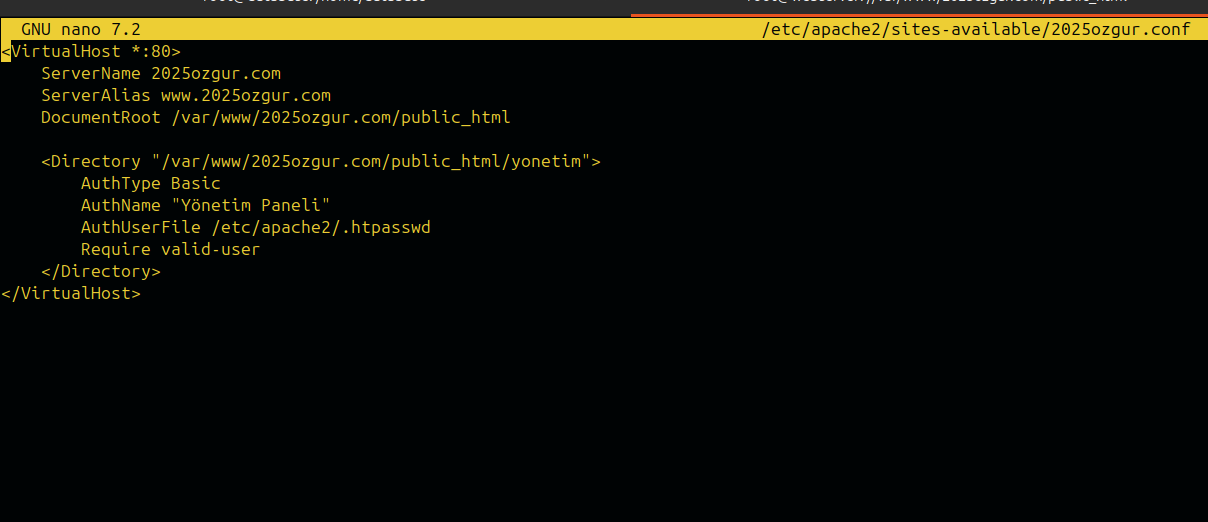 GNU nano 7.2 /etc/apache2/sites-available/2025ozgur.conf
<VirtualHost *:80>
    ServerName 2025ozgur.com
    ServerAlias www.2025ozgur.com
    DocumentRoot /var/www/2025ozgur.com/public_html
    <Directory "/var/www/2025ozgur.com/public_html/yonetim">
        AuthType Basic
        AuthName "Yönetim Paneli"
        AuthUserFile /etc/apache2/.htpasswd
        Require valid-user
    </Directory>
</VirtualHost>